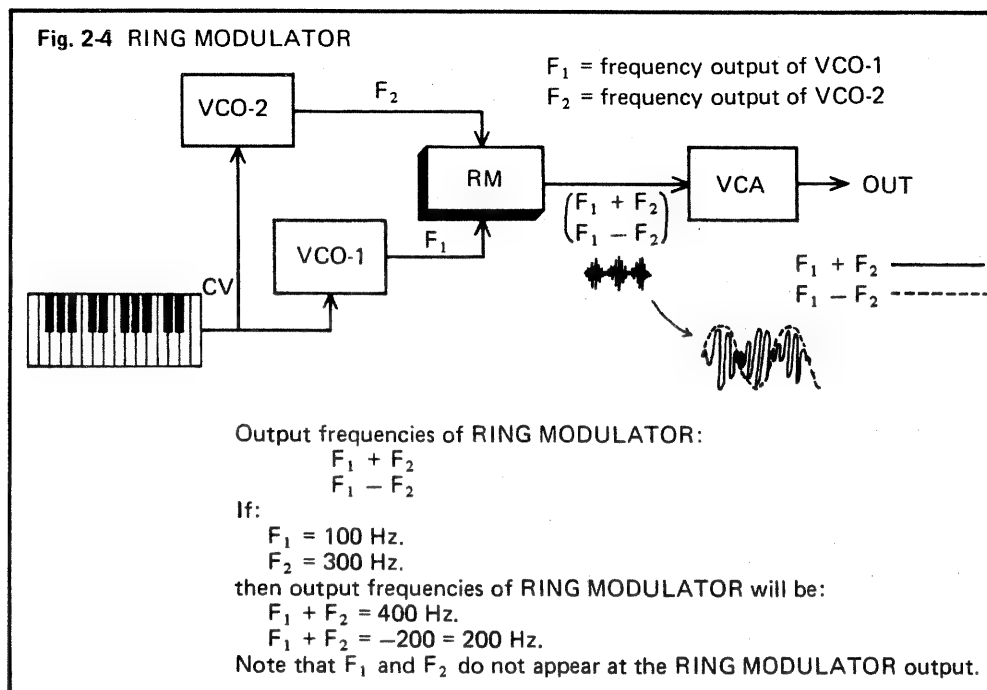 Fig. 2-4 RING MODULATOR
F₁ = frequency output of VCO-1
F₂ = frequency output of VCO-2
VCO-2
F₂
RM
VCA
OUT
F₁
VCO-1
CV
(F₁ + F₂
F₁ − F₂)
F₁ + F₂
F₁ − F₂
Output frequencies of RING MODULATOR:
F₁ + F₂
F₁ − F₂
If:
F₁ = 100 Hz.
F₂ = 300 Hz.
then output frequencies of RING MODULATOR will be:
F₁ + F₂ = 400 Hz.
F₁ + F₂ = −200 = 200 Hz.
Note that F₁ and F₂ do not appear at the RING MODULATOR output.